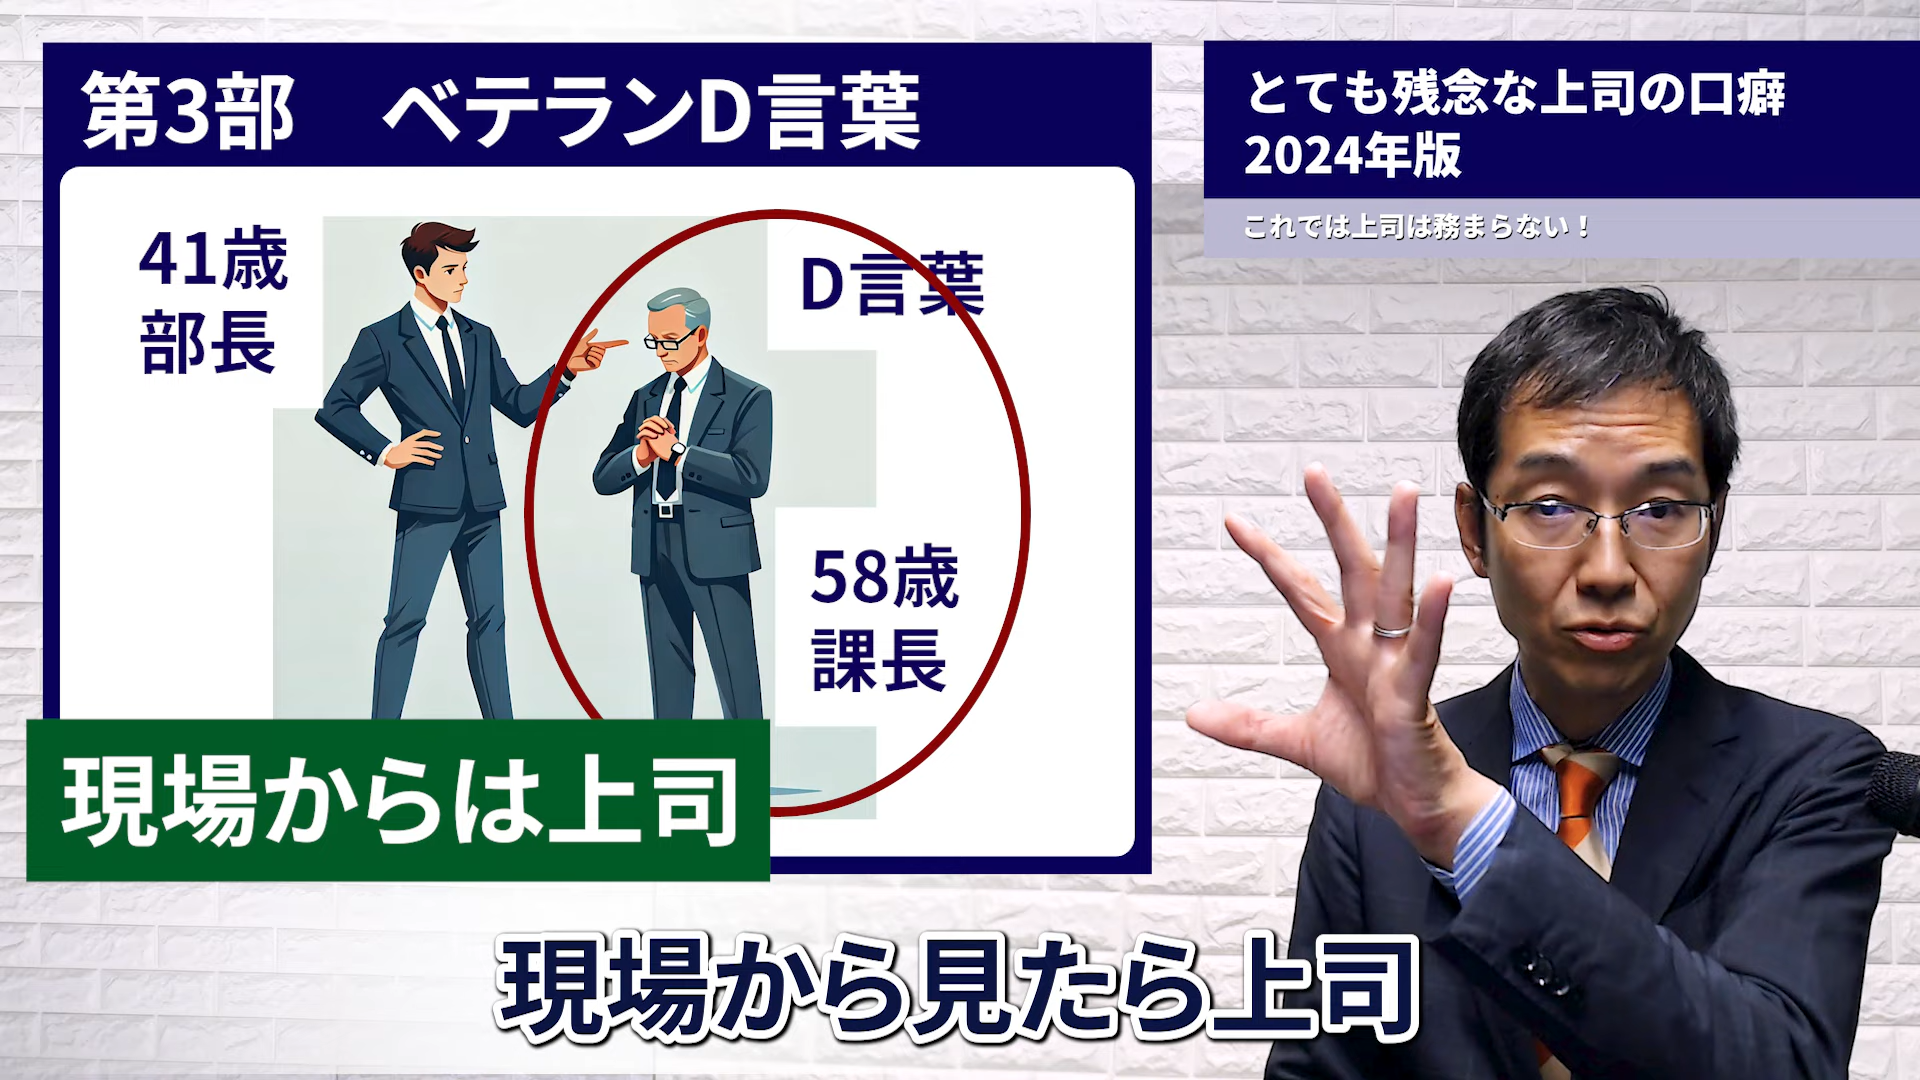 第3部 ベテランD言葉
41歳
部長
D言葉
58歳
課長
現場からは上司
とても残念な上司の口癖
2024年版
これでは上司は務まらない！
現場から見たら上司